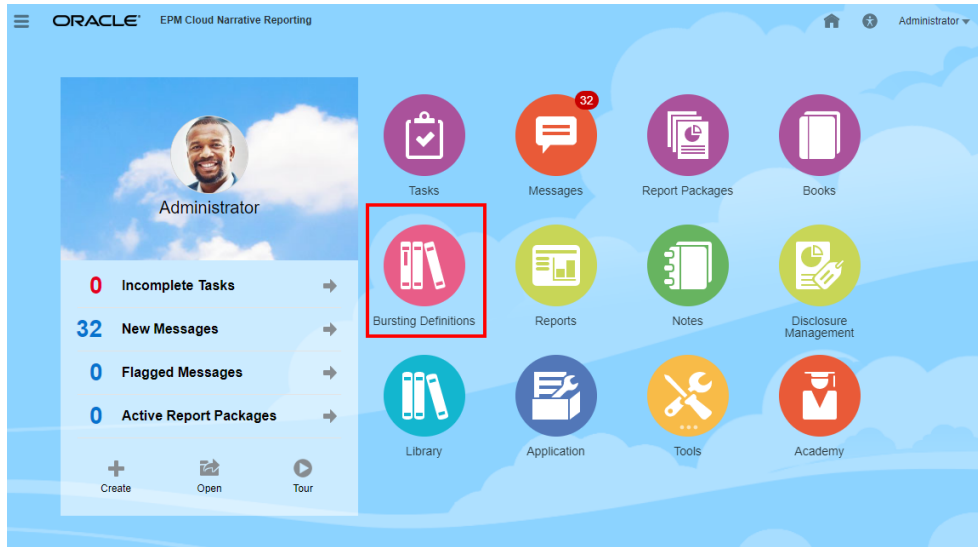 ORACLE EPM Cloud Narrative Reporting Administrator
32
Tasks Messages Report Packages Books
Administrator
0 Incomplete Tasks
32 New Messages
0 Flagged Messages
0 Active Report Packages
Create Open Tour
Bursting Definitions Reports Notes Disclosure
Management
Library Application Tools Academy